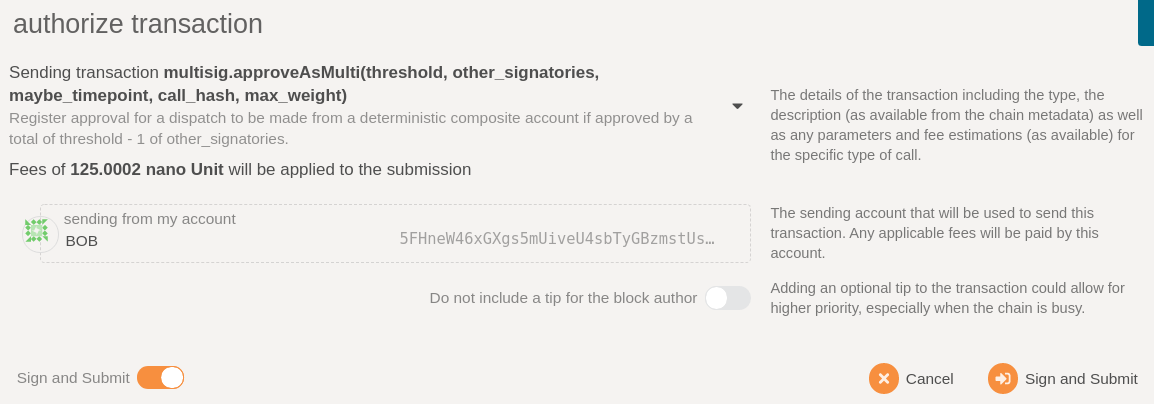 authorize transaction
Sending transaction multisig.approveAsMulti(threshold, other_signatories,
maybe_timepoint, call_hash, max_weight)
Register approval for a dispatch to be made from a deterministic composite account if approved by a
total of threshold - 1 of other_signatories.
The details of the transaction including the type, the
description (as available from the chain metadata) as well
as any parameters and fee estimations (as available) for
the specific type of call.
Fees of 125.0002 nano Unit will be applied to the submission
sending from my account
BOB
5FHneW46xGXgs5mUiveU4sbTyGBzmstUs…
The sending account that will be used to send this
transaction. Any applicable fees will be paid by this
account.
Do not include a tip for the block author
Adding an optional tip to the transaction could allow for
higher priority, especially when the chain is busy.
Sign and Submit
Cancel
Sign and Submit